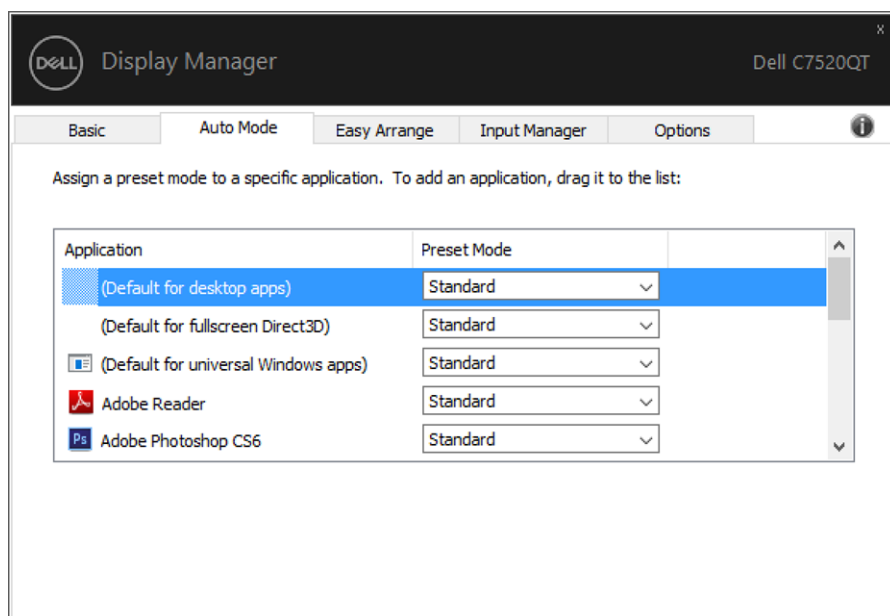 x
DELL Display Manager Dell C7520QT
Basic Auto Mode Easy Arrange Input Manager Options i
Assign a preset mode to a specific application. To add an application, drag it to the list:
Application Preset Mode
(Default for desktop apps) Standard
(Default for fullscreen Direct3D) Standard
(Default for universal Windows apps) Standard
Adobe Reader Standard
Ps Adobe Photoshop CS6 Standard